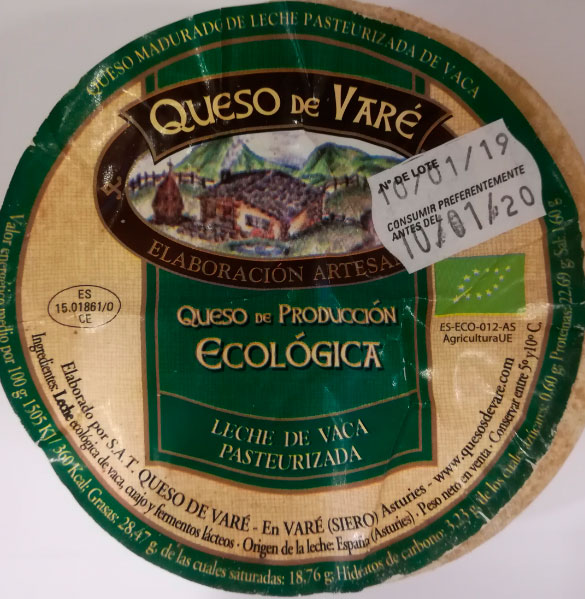 QUESO MADURADO DE LECHE PASTEURIZADA DE VACA
QUESO DE VARÉ
Nº DE LOTE
10/01/19
CONSUMIR PREFERENTEMENTE
ANTES DEL
10/01/20
ELABORACIÓN
ES
15.01861/0
CE
QUESO DE PRODUCCIÓN
ECOLÓGICA
ES-ECO-012-AS
AgriculturaUE
LECHE DE VACA
PASTEURIZADA
Elaborado por S.A.T. QUESO DE VARÉ - En VARÉ (SIERO) Asturies - www.quesosdevare.com
Ingredientes: Leche ecológica de vaca, cuajo y fermentos lácteos · Origen de la leche: España (Asturies) · Peso neto en venta · Conservar entre 5º y 10º C.
Valor energético medio por 100 g: 1505 KJ / 360 Kcal; Grasas: 28.47 g, de las cuales saturadas: 18.76 g; Hidratos de carbono: 3.23 g de los cuales azúcares: 0.60 g; Proteínas: 22.69 g; Sal: 1.60 g